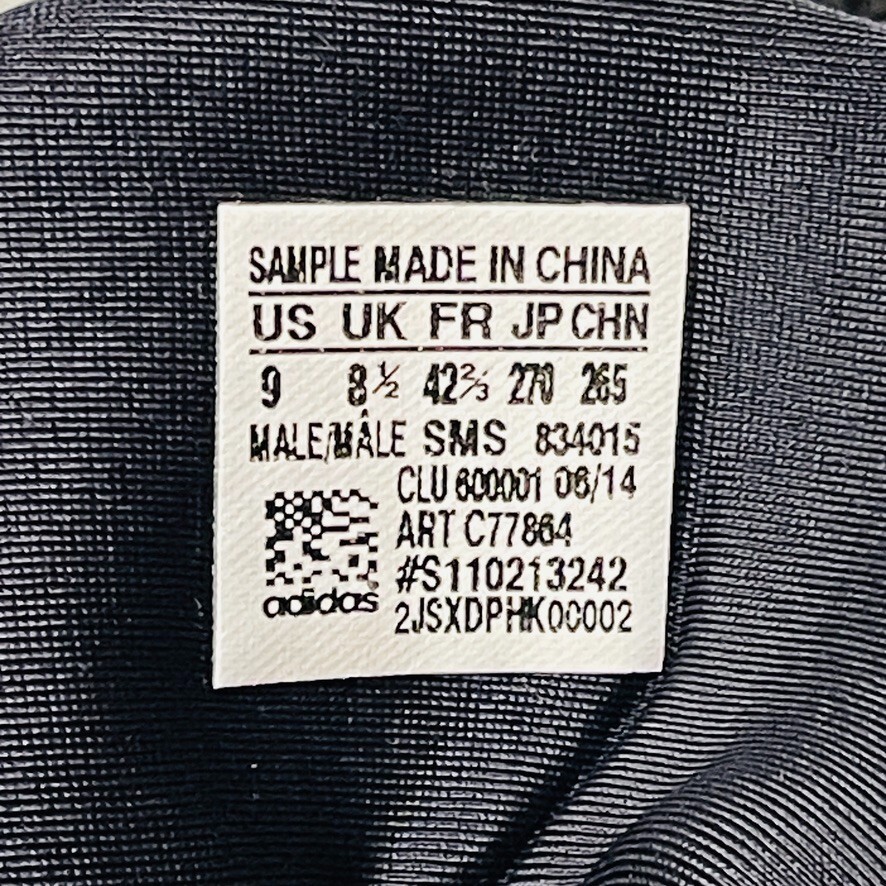 SAMPLE MADE IN CHINA
US UK FR JP CHN
9 8½ 42⅔ 270 265
MALE/MÂLE SMS 834015
CLU 600001 06/14
ART C77864
#S110213242
2JSXDPHK00002
adidas